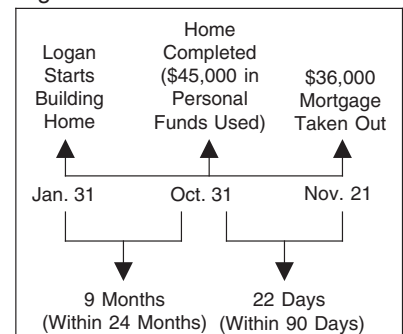 Logan
Starts
Building
Home
Home
Completed
($45,000 in
Personal
Funds Used)
$36,000
Mortgage
Taken Out
Jan. 31
Oct. 31
Nov. 21
9 Months
(Within 24 Months)
22 Days
(Within 90 Days)